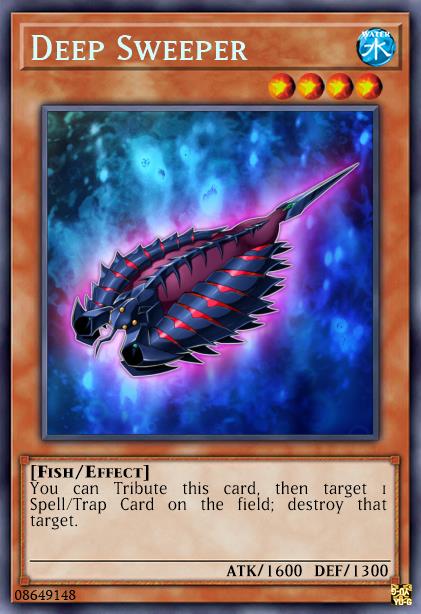 Deep Sweeper
WATER
水
[Fish/Effect]
You can Tribute this card, then target 1
Spell/Trap Card on the field; destroy that
target.
ATK/1600 DEF/1300
08649148